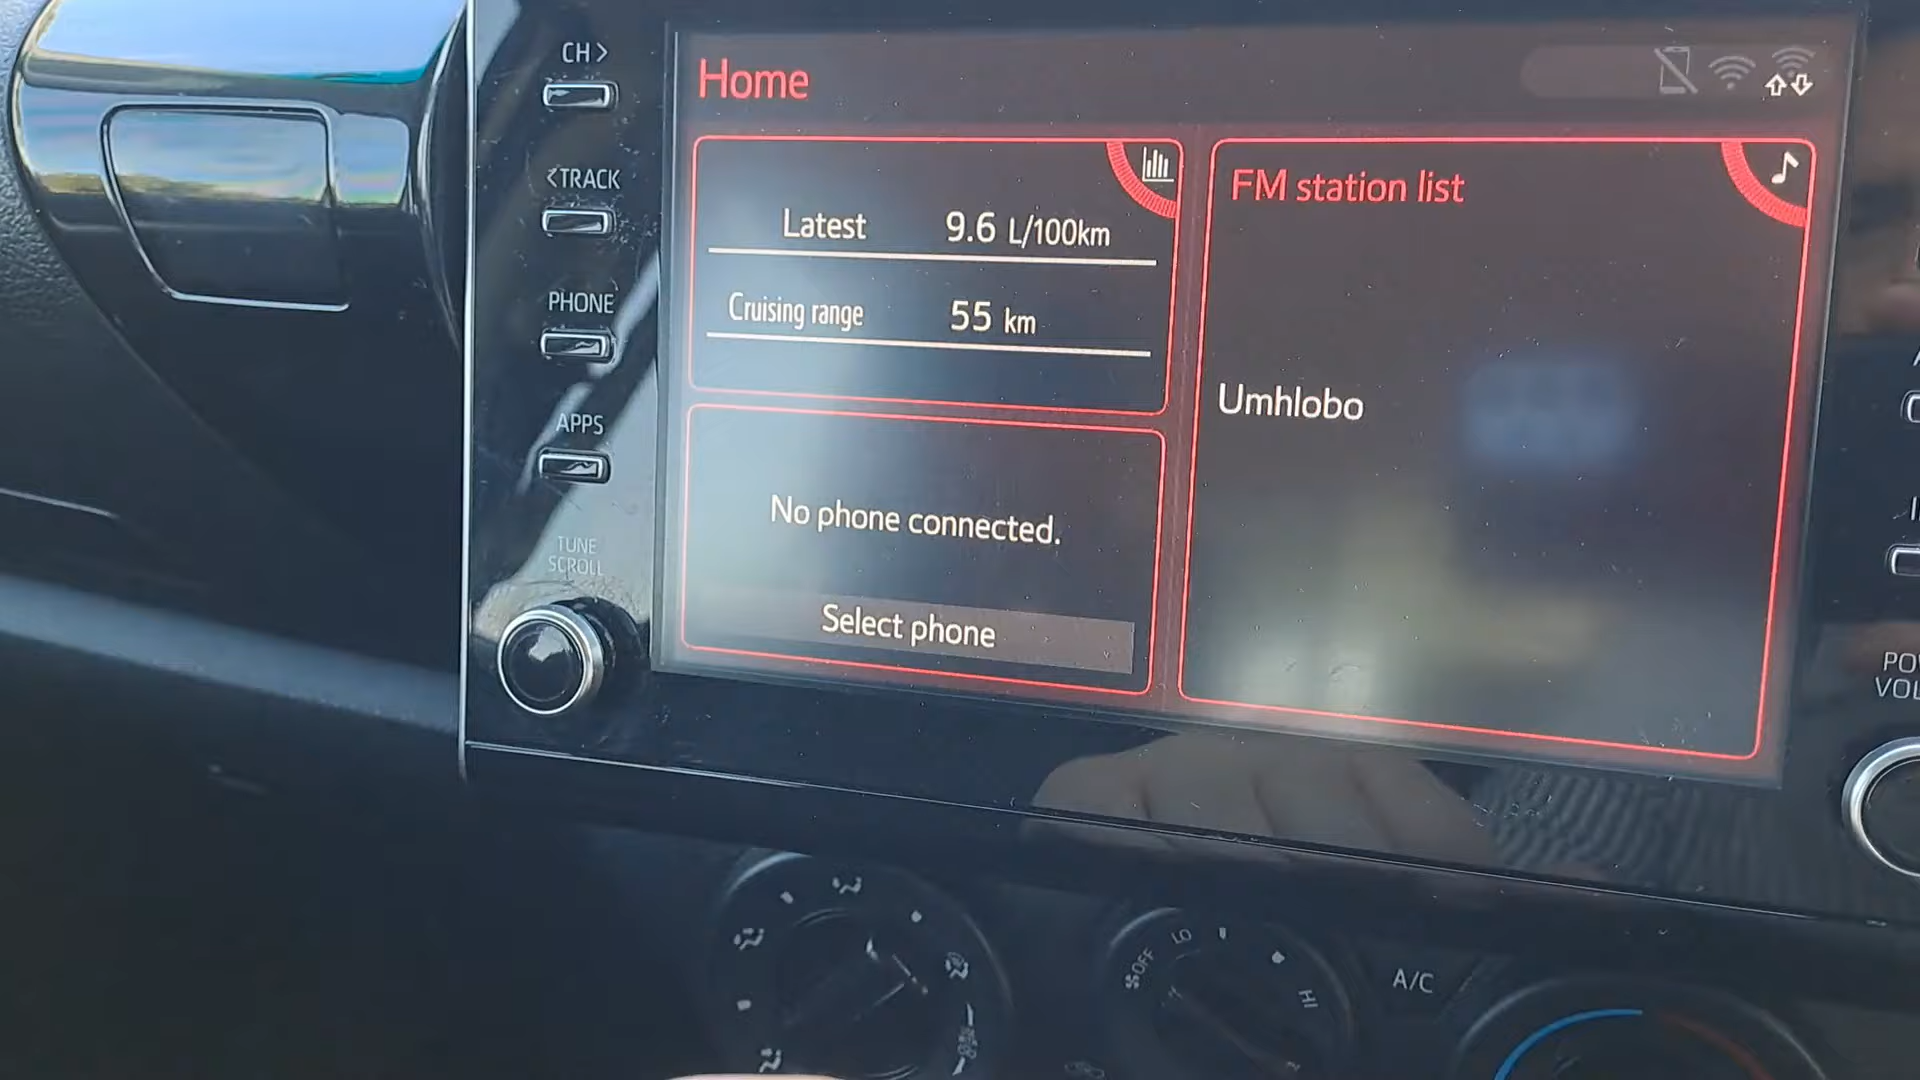 CH>
<TRACK
PHONE
APPS
TUNE
SCROLL
Home
Latest 9.6 L/100km
Cruising range 55 km
No phone connected.
Select phone
FM station list
Umhlobo
OFF LO HI
A/C